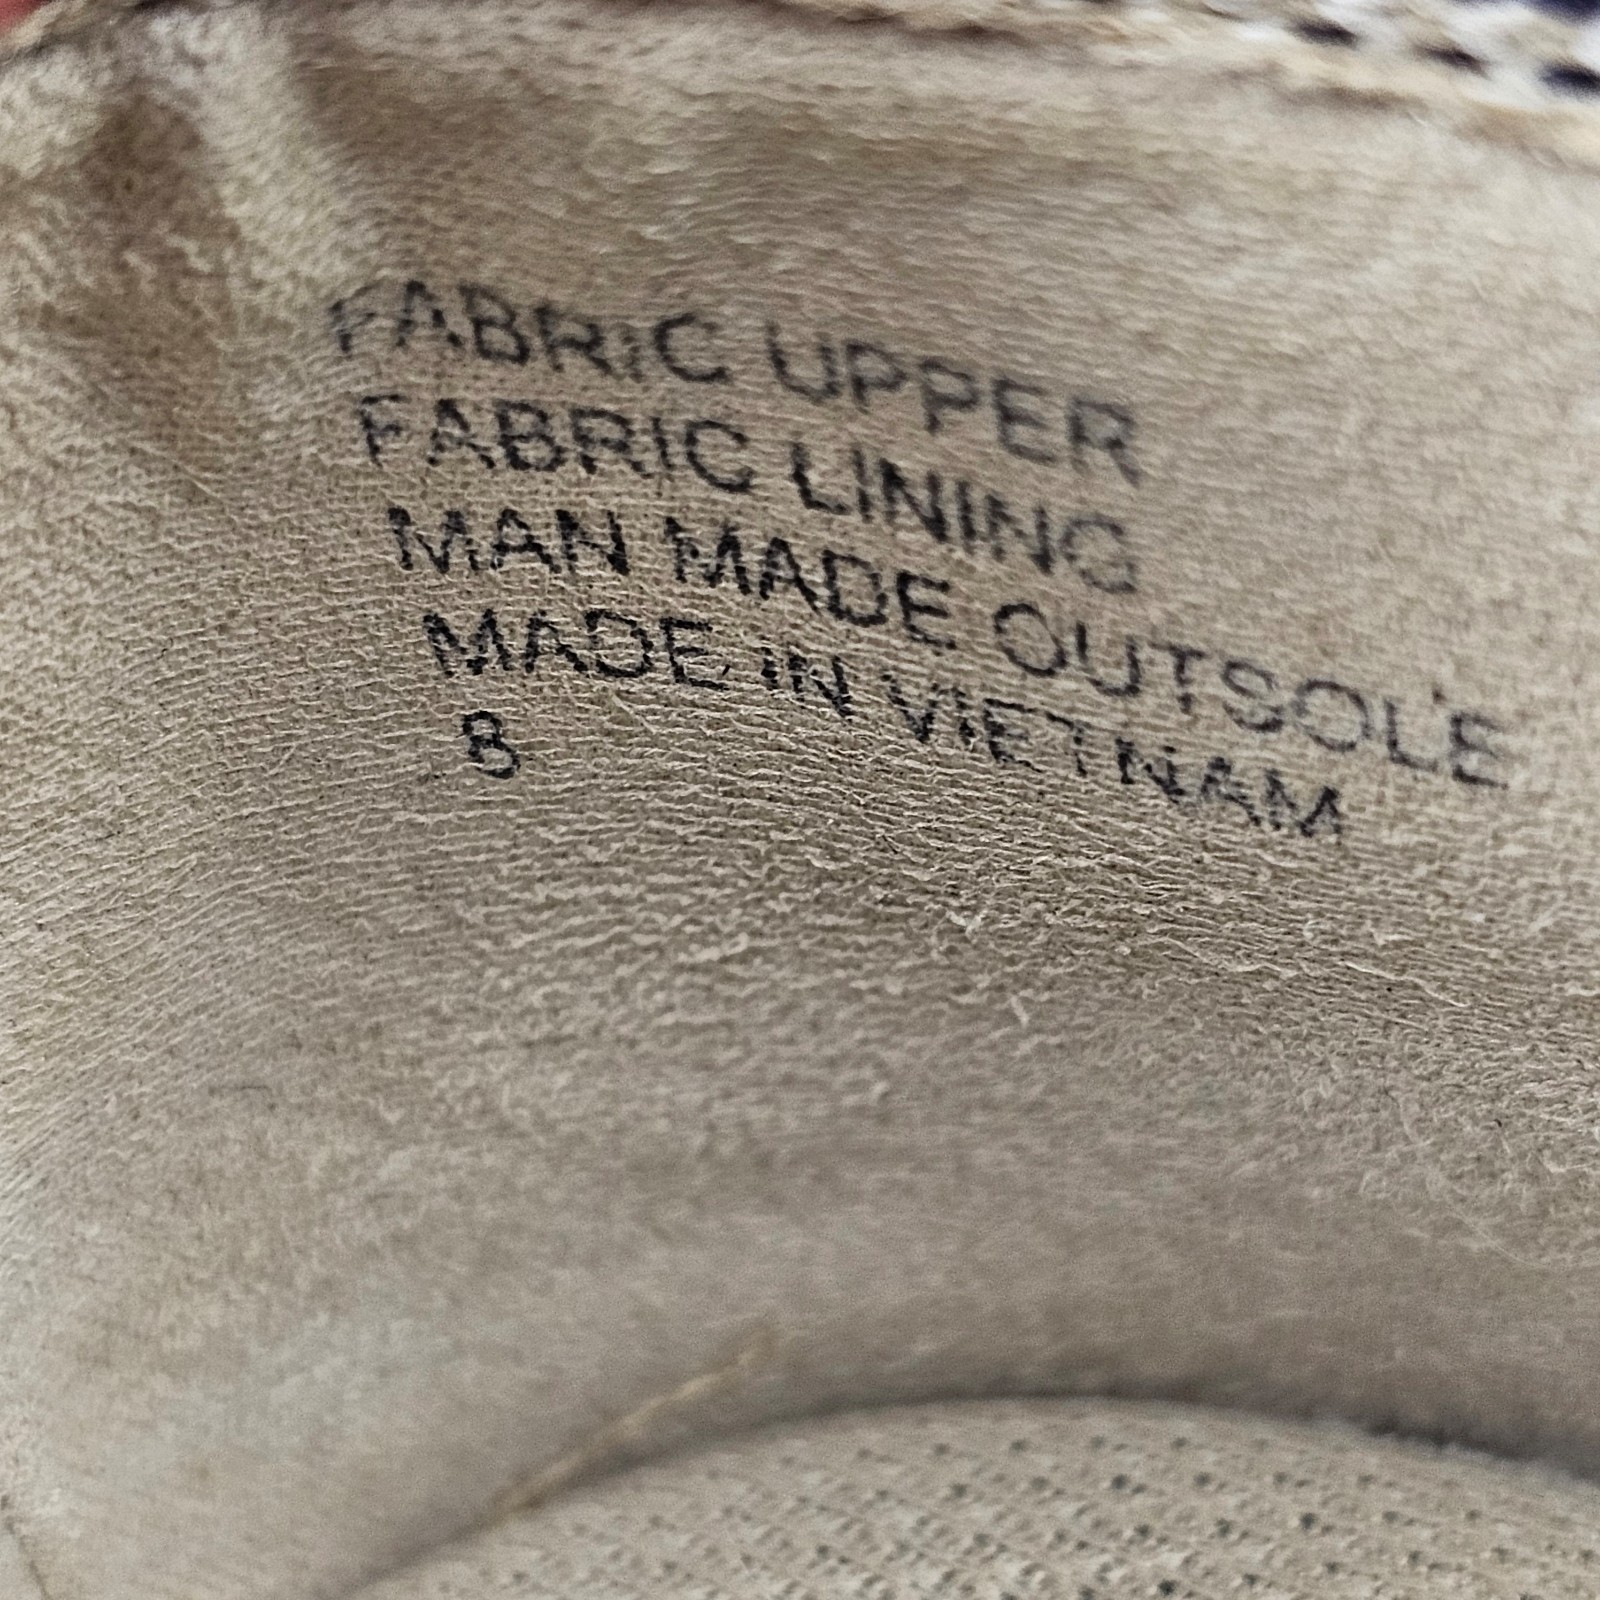 FABRIC UPPER
FABRIC LINING
MAN MADE OUTSOLE
MADE IN VIETNAM
8